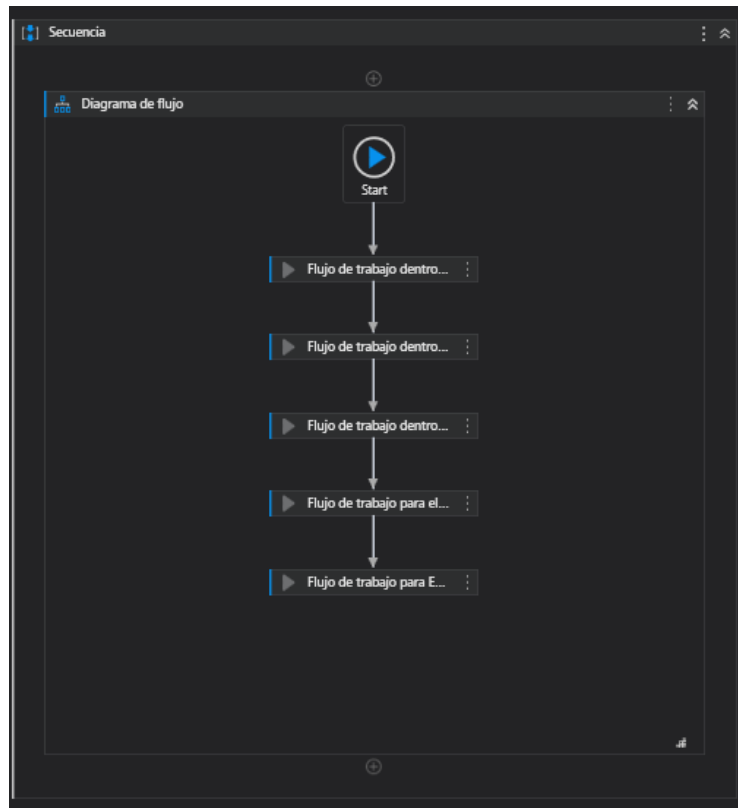 Secuencia
Diagrama de flujo
Start
Flujo de trabajo dentro...
Flujo de trabajo dentro...
Flujo de trabajo dentro...
Flujo de trabajo para el...
Flujo de trabajo para E...